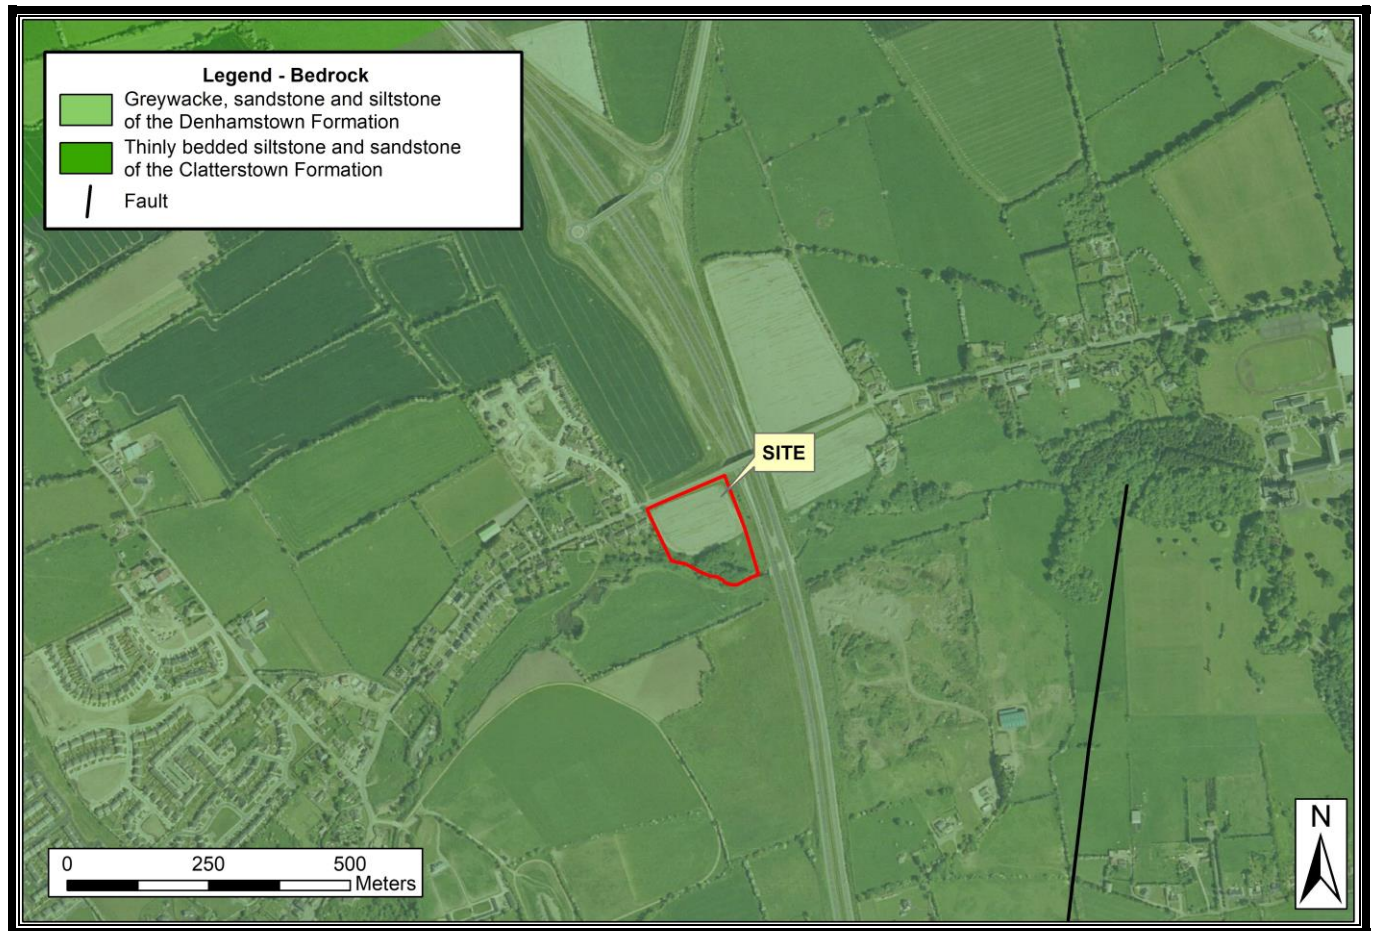 Legend - Bedrock
Greywacke, sandstone and siltstone
of the Denhamstown Formation
Thinly bedded siltstone and sandstone
of the Clatterstown Formation
Fault
SITE
0 250 500
Meters
N